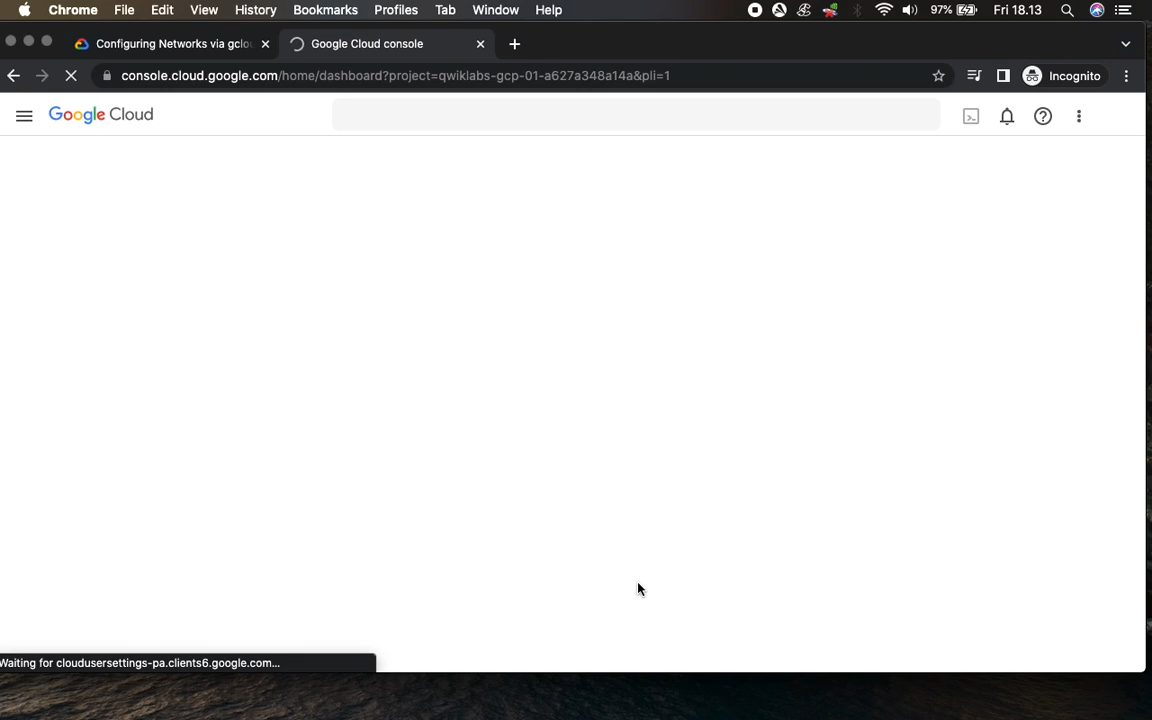 Chrome File Edit View History Bookmarks Profiles Tab Window Help 97% Fri 18.13
Configuring Networks via gclou Google Cloud console
console.cloud.google.com/home/dashboard?project=qwiklabs-gcp-01-a627a348a14a&pli=1 Incognito
Google Cloud
Waiting for cloudusersettings-pa.clients6.google.com...